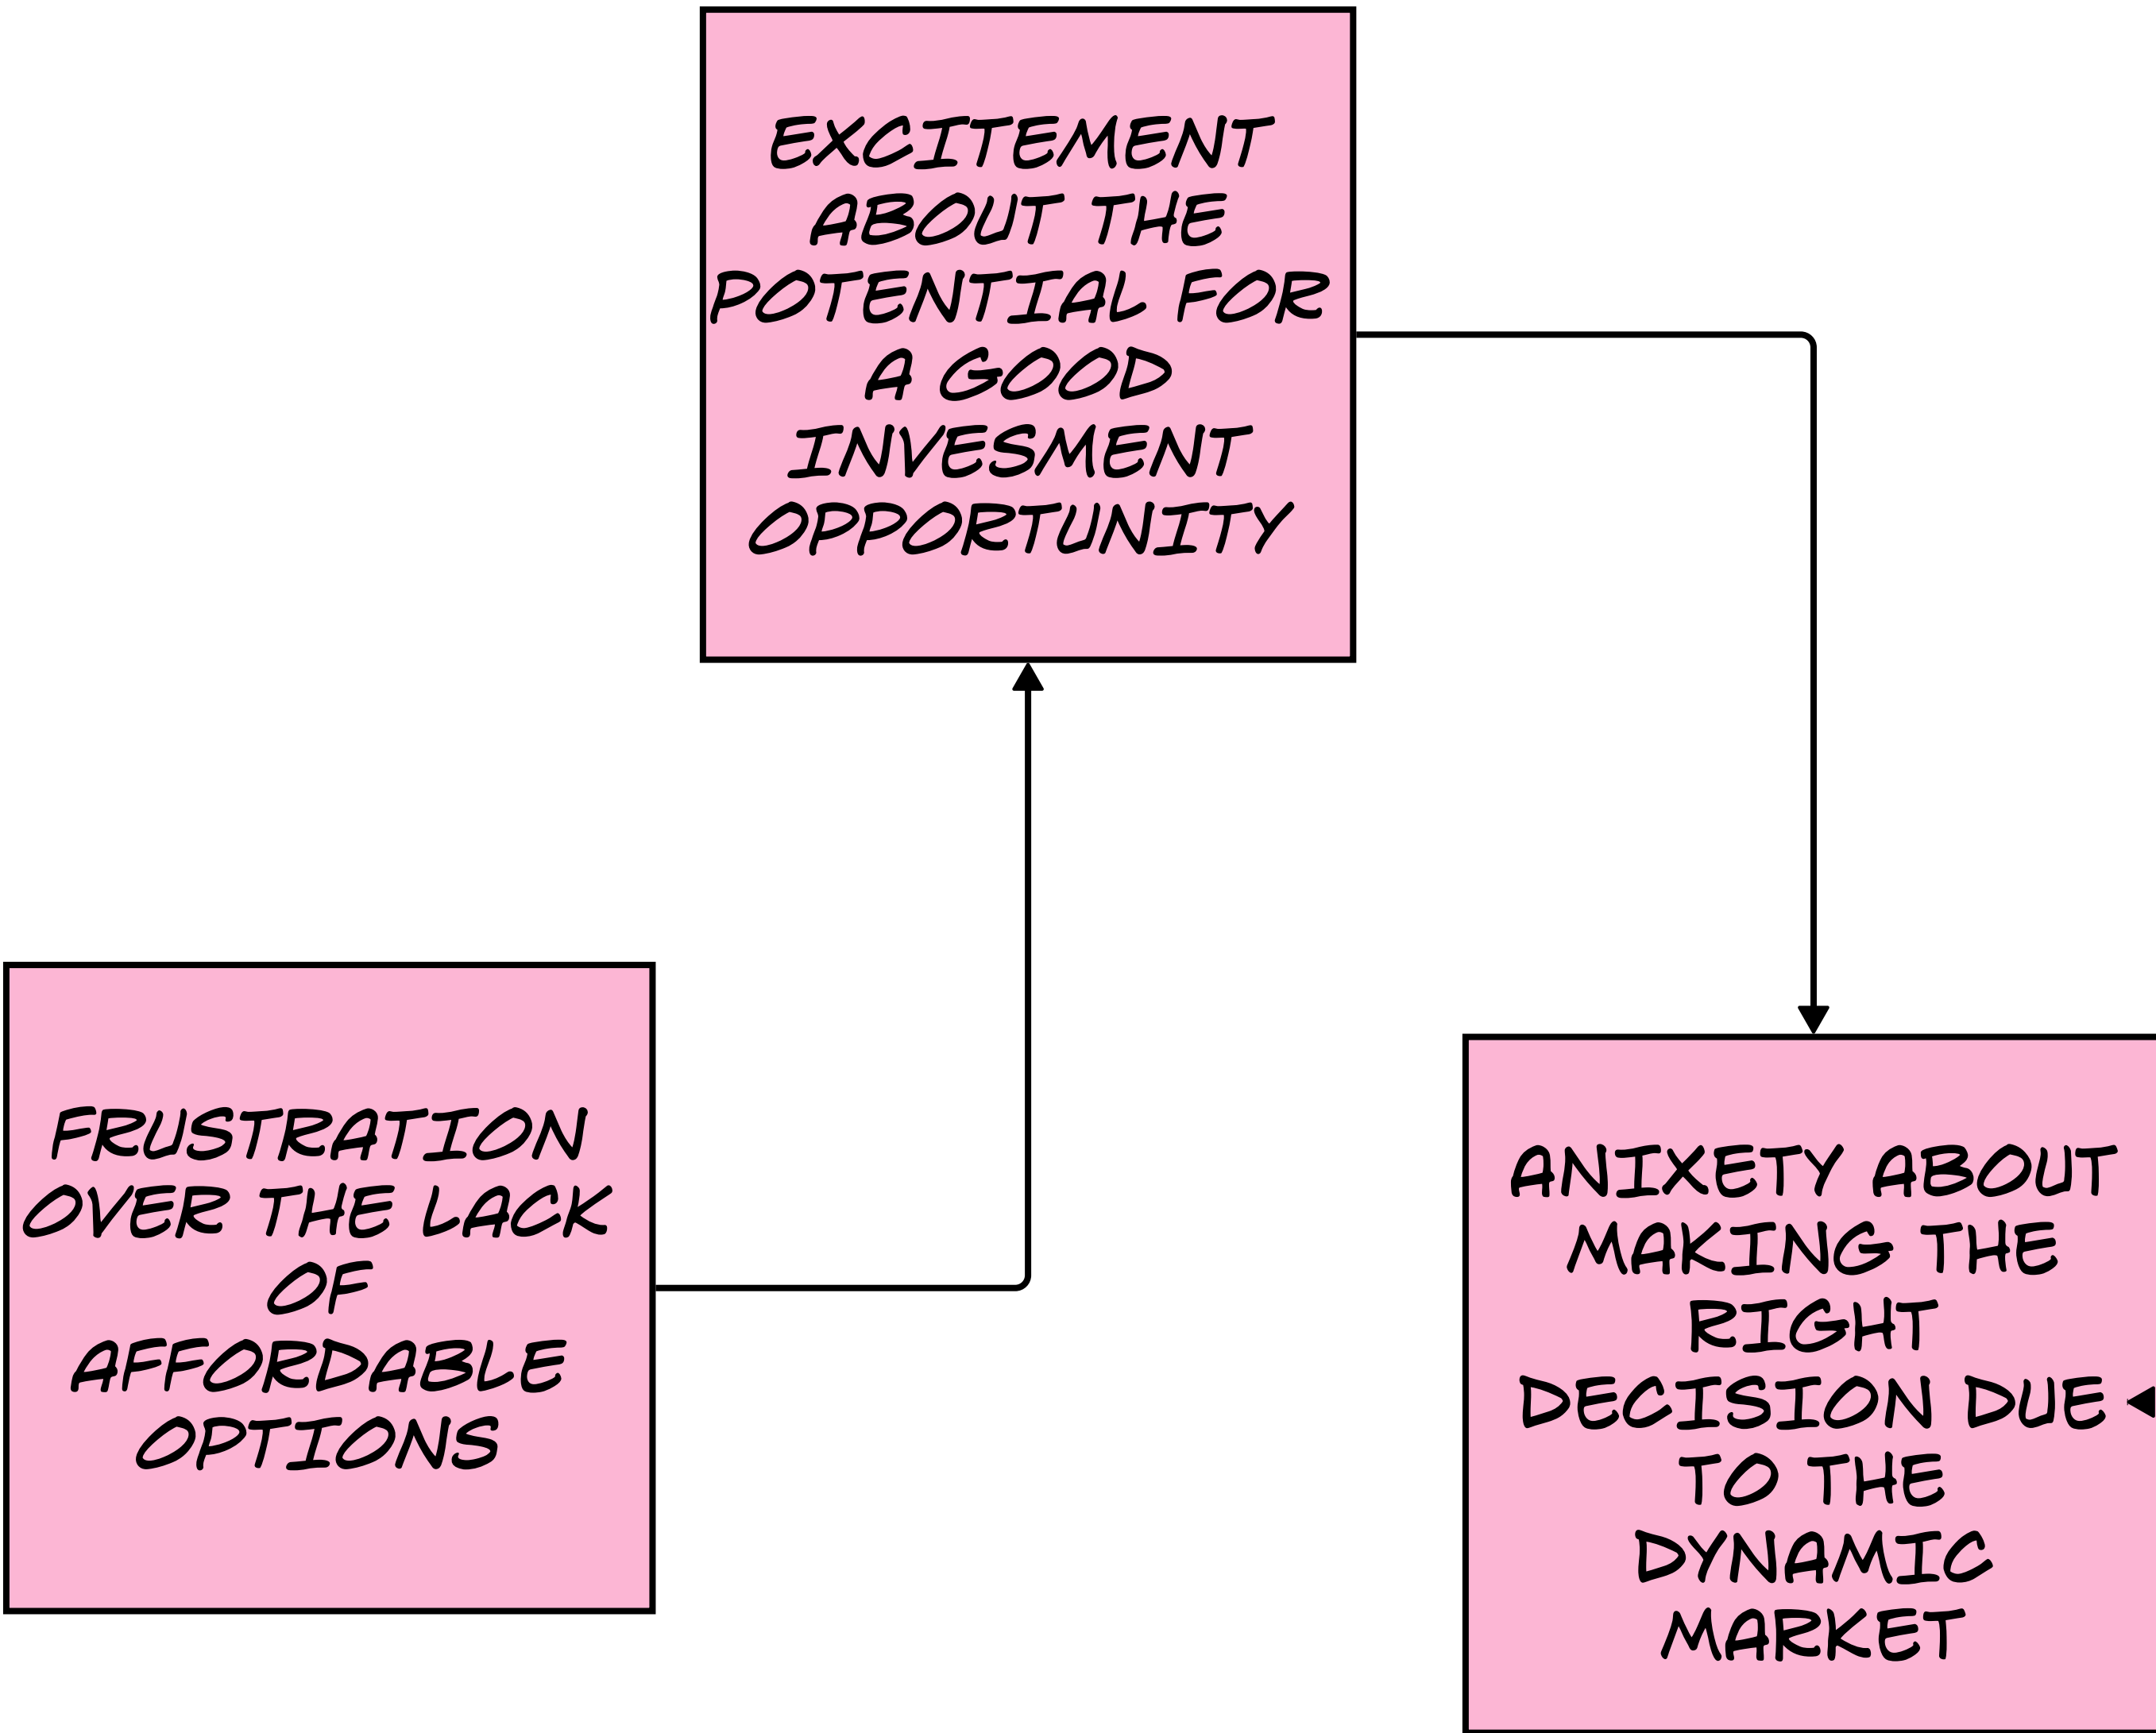 EXCITEMENT
ABOUT THE
POTENTIAL FOR
A GOOD
INVESMENT
OPPORTUNITY
FRUSTRATION
OVER THE LACK
OF
AFFORDABLE
OPTIONS
ANIXETY ABOUT
MAKING THE
RIGHT
DECISION DUE
TO THE
DYNAMIC
MARKET